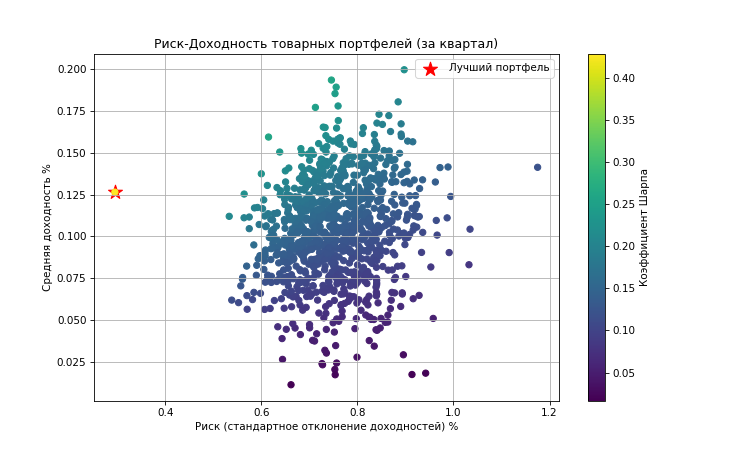 Риск-Доходность товарных портфелей (за квартал)
Лучший портфель
Средняя доходность %
0.200
0.175
0.150
0.125
0.100
0.075
0.050
0.025
0.4 0.6 0.8 1.0 1.2
Риск (стандартное отклонение доходностей) %
0.40
0.35
0.30
0.25
0.20
0.15
0.10
0.05
Коэффициент Шарпа